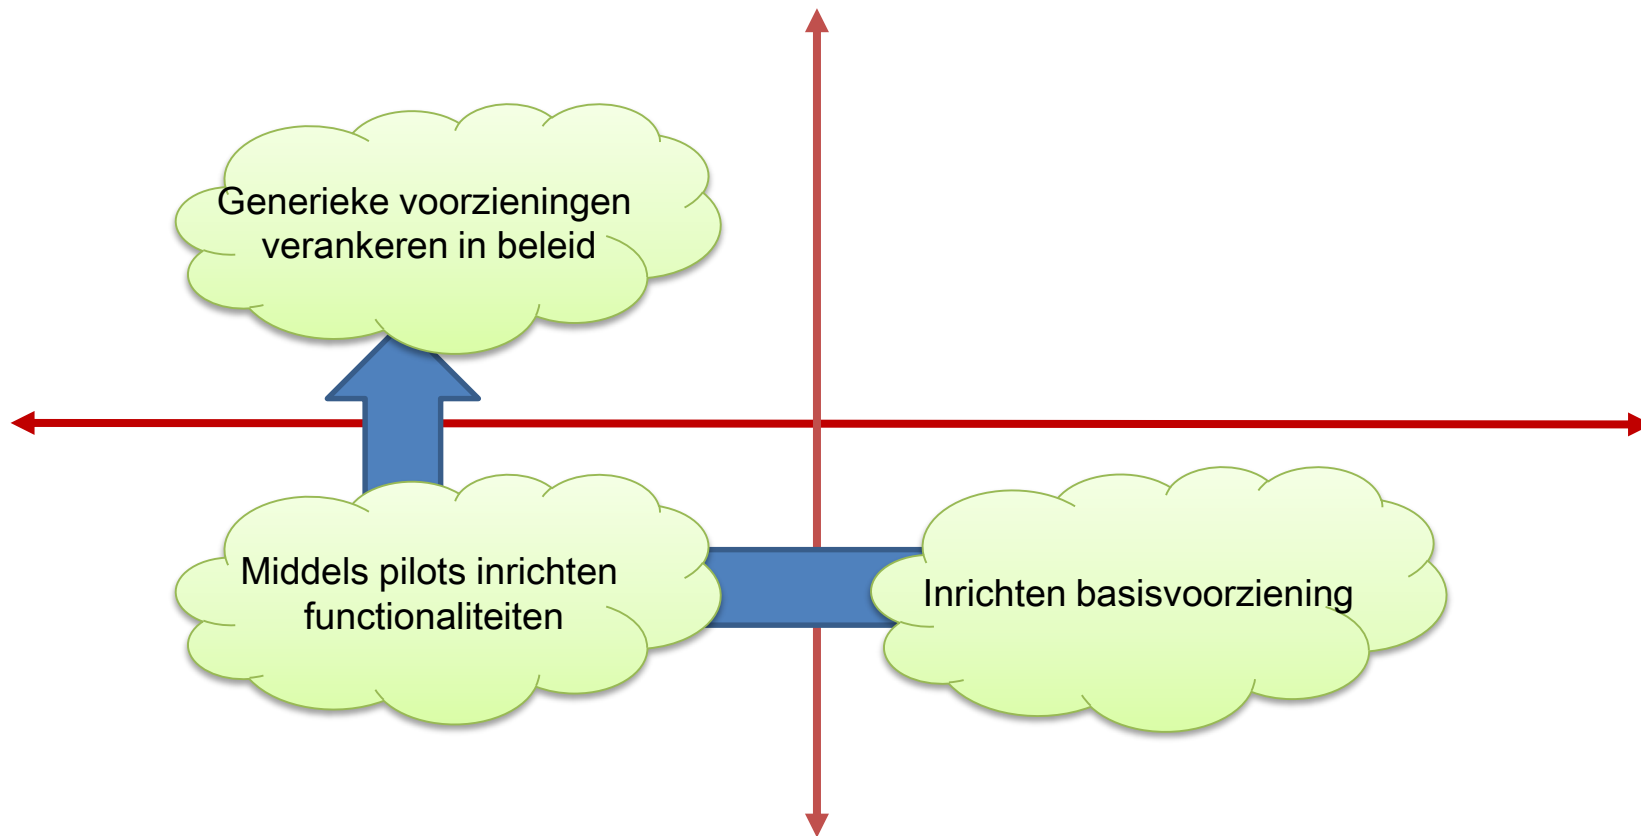 Generieke voorzieningen
verankeren in beleid
Middels pilots inrichten
functionaliteiten
Inrichten basisvoorziening